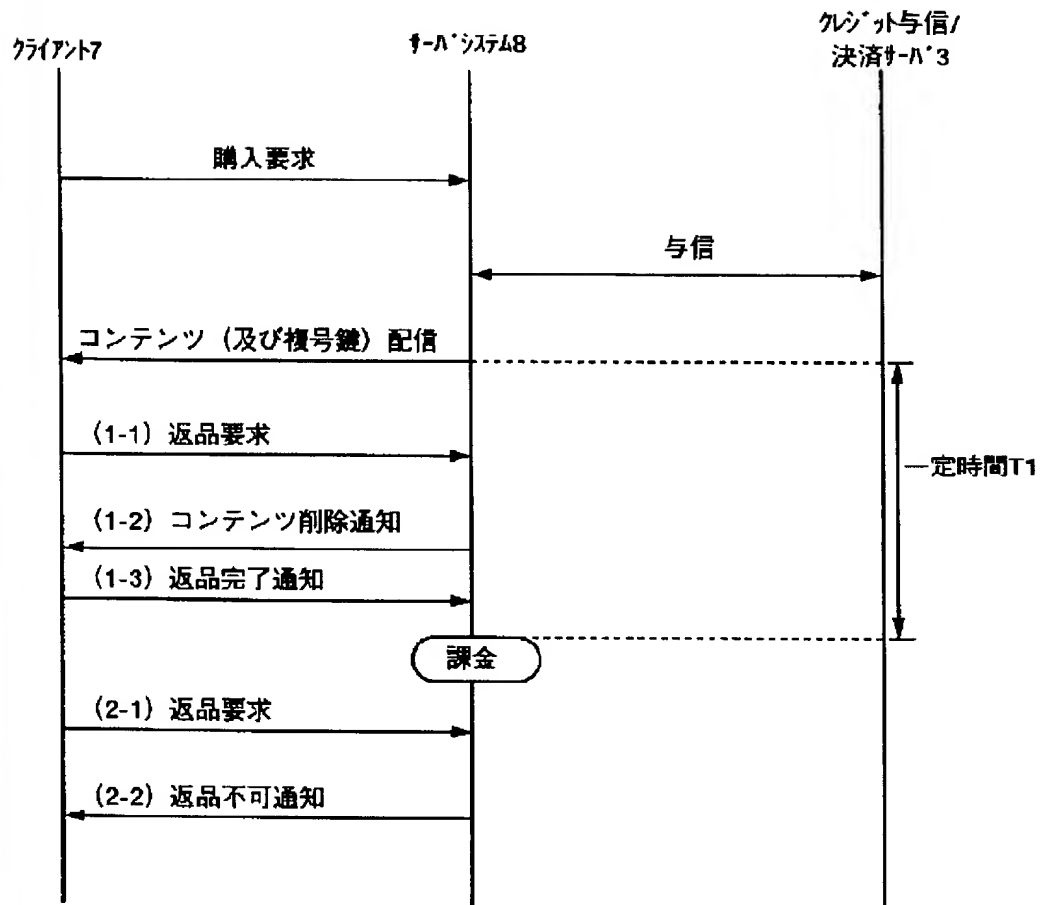 クライアント7
サーバシステム8
クレジット与信/
決済サーバ3
購入要求
与信
コンテンツ（及び複号鍵）配信
(1-1) 返品要求
一定時間T1
(1-2) コンテンツ削除通知
(1-3) 返品完了通知
課金
(2-1) 返品要求
(2-2) 返品不可通知